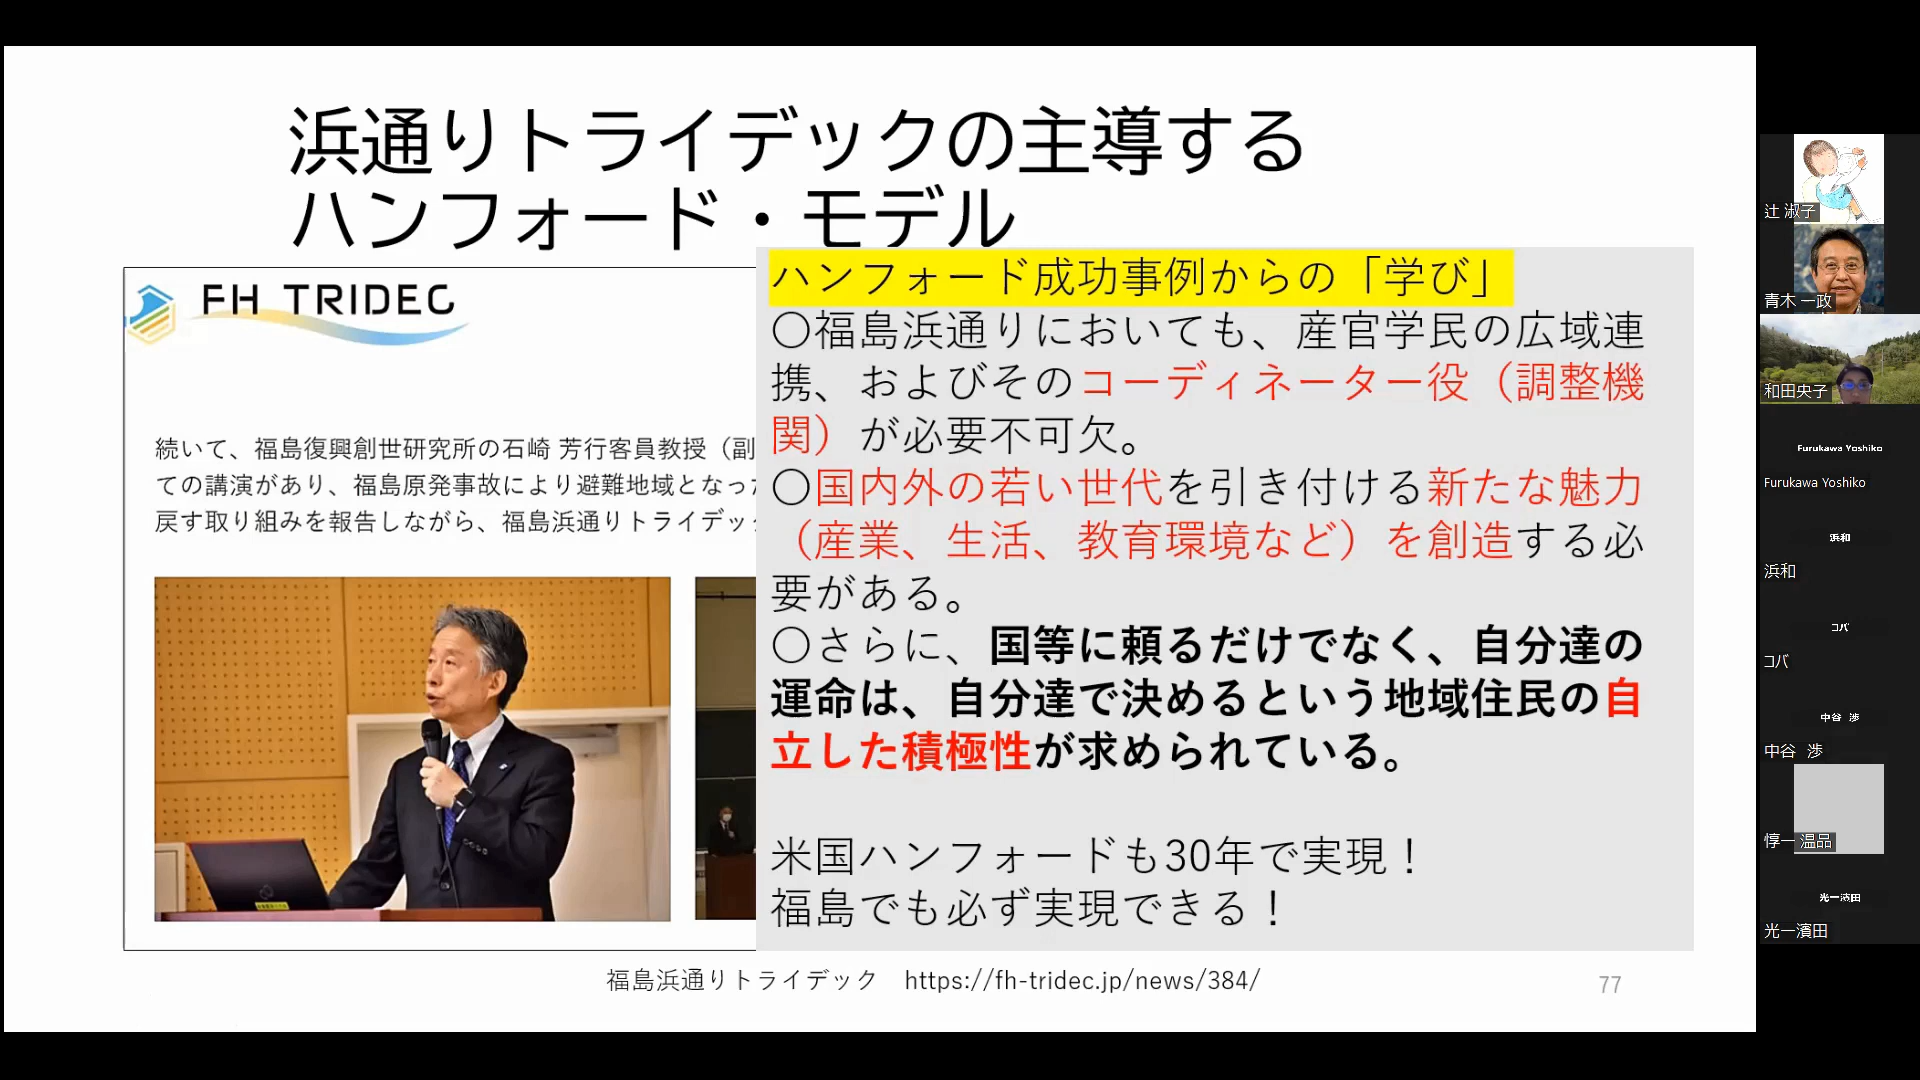 浜通りトライデックの主導する
ハンフォード・モデル
FH TRIDEC
続いて、福島復興創世研究所の石崎 芳行客員教授（副
ての講演があり、福島原発事故により避難地域となった
戻す取り組みを報告しながら、福島浜通りトライデッ
ハンフォード成功事例からの「学び」
〇福島浜通りにおいても、産官学民の広域連
携、およびそのコーディネーター役（調整機
関）が必要不可欠。
〇国内外の若い世代を引き付ける新たな魅力
（産業、生活、教育環境など）を創造する必
要がある。
〇さらに、国等に頼るだけでなく、自分達の
運命は、自分達で決めるという地域住民の自
立した積極性が求められている。
米国ハンフォードも30年で実現！
福島でも必ず実現できる！
福島浜通りトライデック　https://fh-tridec.jp/news/384/
77
辻 淑子
青木 一政
和田央子
Furukawa Yoshiko
Furukawa Yoshiko
浜和
浜和
コバ
コバ
中谷 渉
中谷 渉
惇一 温品
光一濱田
光一濱田